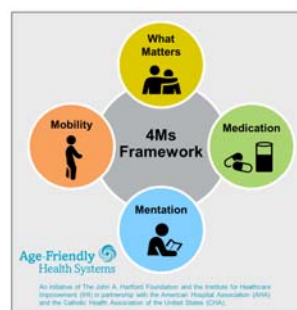 What
Matters
Mobility
4Ms
Framework
Medication
Mentation
Age-Friendly
Health Systems
An initiative of The John A. Hartford Foundation and the Institute for Healthcare
Improvement (IHI) in partnership with the American Hospital Association (AHA)
and the Catholic Health Association of the United States (CHA).